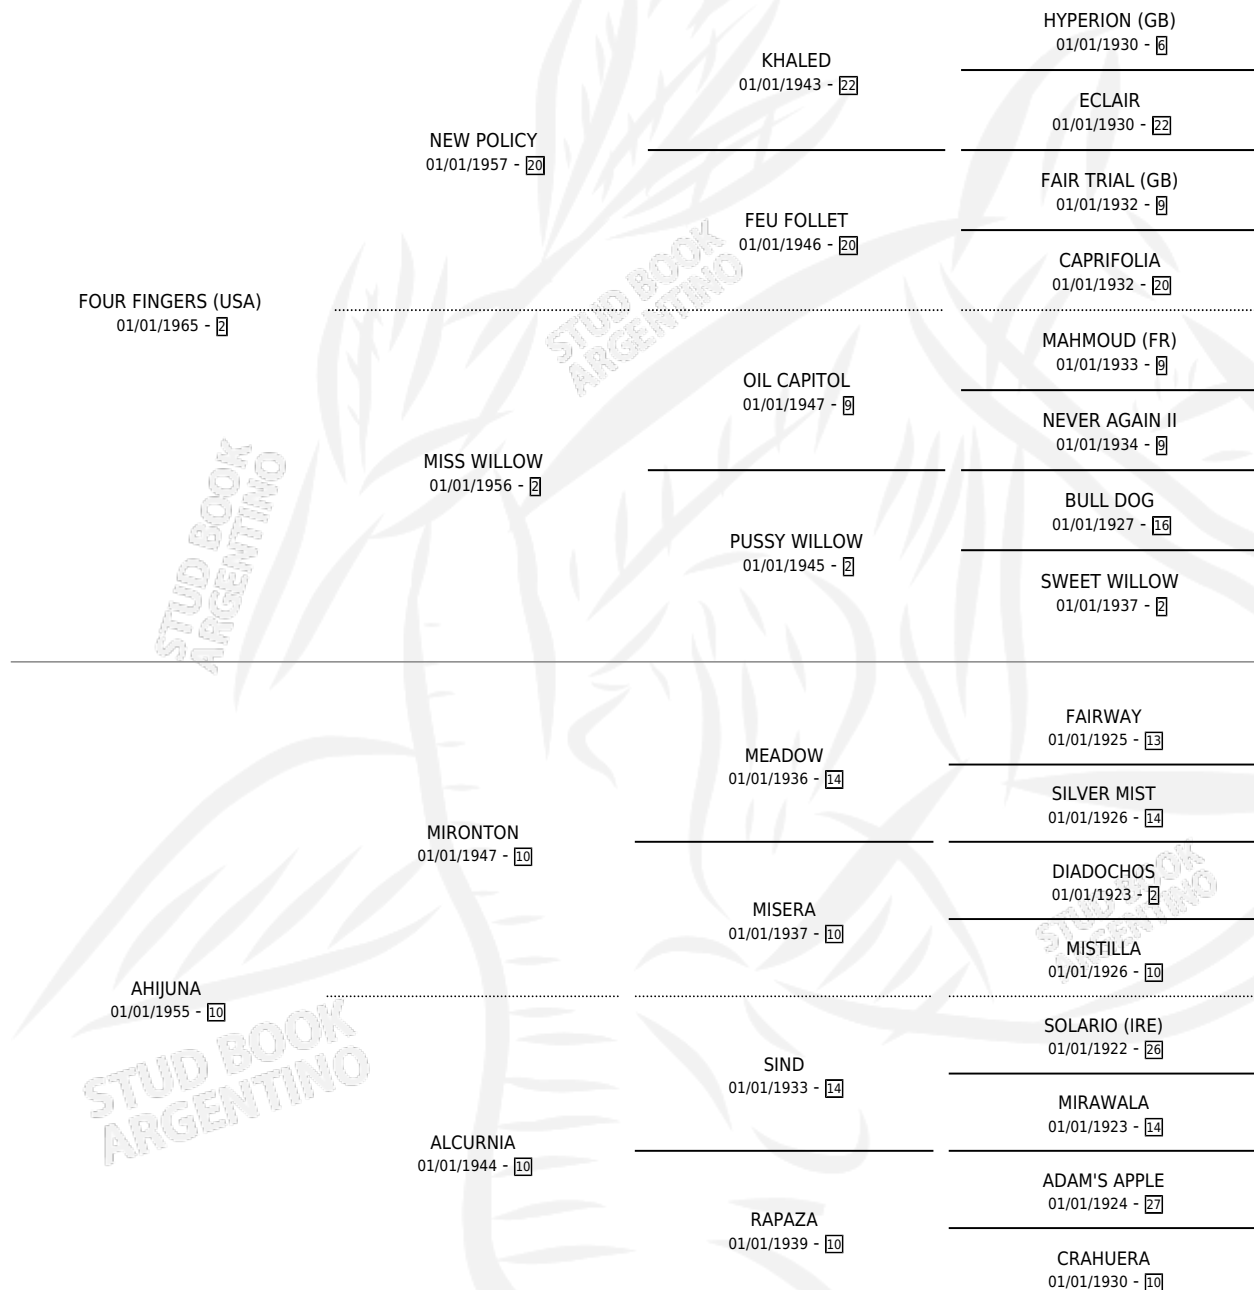 HYPERION (GB)
01/01/1930 - 6
KHALED
01/01/1943 - 22
ECLAIR
01/01/1930 - 22
NEW POLICY
01/01/1957 - 20
FAIR TRIAL (GB)
01/01/1932 - 9
FEU FOLLET
01/01/1946 - 20
CAPRIFOLIA
01/01/1932 - 20
FOUR FINGERS (USA)
01/01/1965 - 2
MAHMOUD (FR)
01/01/1933 - 9
OIL CAPITOL
01/01/1947 - 9
NEVER AGAIN II
01/01/1934 - 9
MISS WILLOW
01/01/1956 - 2
BULL DOG
01/01/1927 - 16
PUSSY WILLOW
01/01/1945 - 2
SWEET WILLOW
01/01/1937 - 2
FAIRWAY
01/01/1925 - 13
MEADOW
01/01/1936 - 14
SILVER MIST
01/01/1926 - 14
MIRONTON
01/01/1947 - 10
DIADOCHOS
01/01/1923 - 2
MISERA
01/01/1937 - 10
MISTILLA
01/01/1926 - 10
AHIJUNA
01/01/1955 - 10
SOLARIO (IRE)
01/01/1922 - 26
SIND
01/01/1933 - 14
MIRAWALA
01/01/1923 - 14
ALCURNIA
01/01/1944 - 10
ADAM'S APPLE
01/01/1924 - 27
RAPAZA
01/01/1939 - 10
CRAHUERA
01/01/1930 - 10
STUD BOOK
ARGENTINO
STUD BOOK
ARGENTINO
STUD BOOK
ARGENTINO
STUD BOOK
ARGENTINO